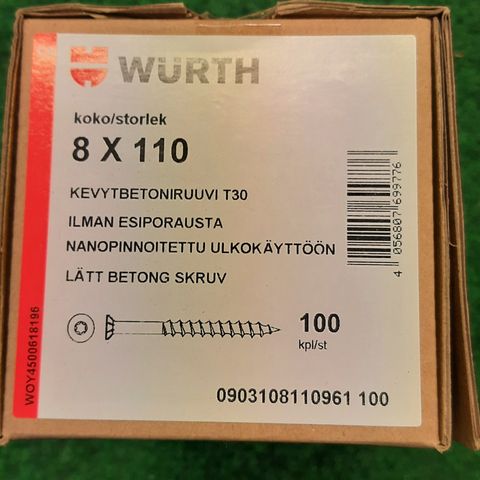 WÜRTH
koko/storlek
8 X 110
KEVYTBETONIRUUVI T30
ILMAN ESIPORAUSTA
NANOPINNOITETTU ULKOKÄYTTÖÖN
LÄTT BETONG SKRUV
100
kpl/st
0903108110961 100
4 056807 699776
WOY4500618196